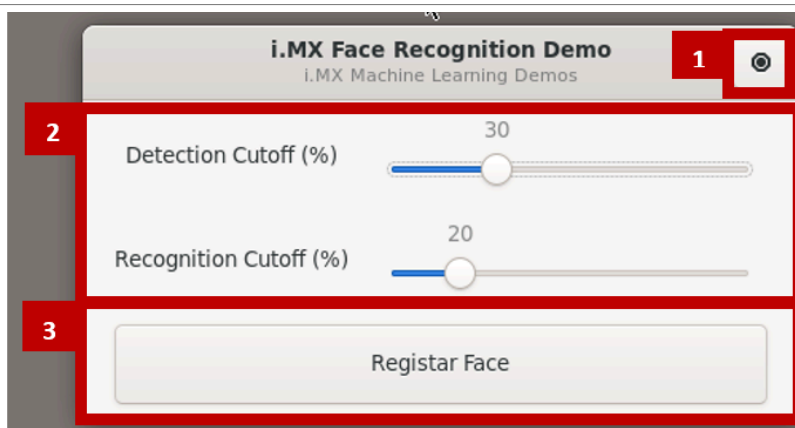 i.MX Face Recognition Demo
i.MX Machine Learning Demos
1
2
30
Detection Cutoff (%)
20
Recognition Cutoff (%)
3
Registar Face